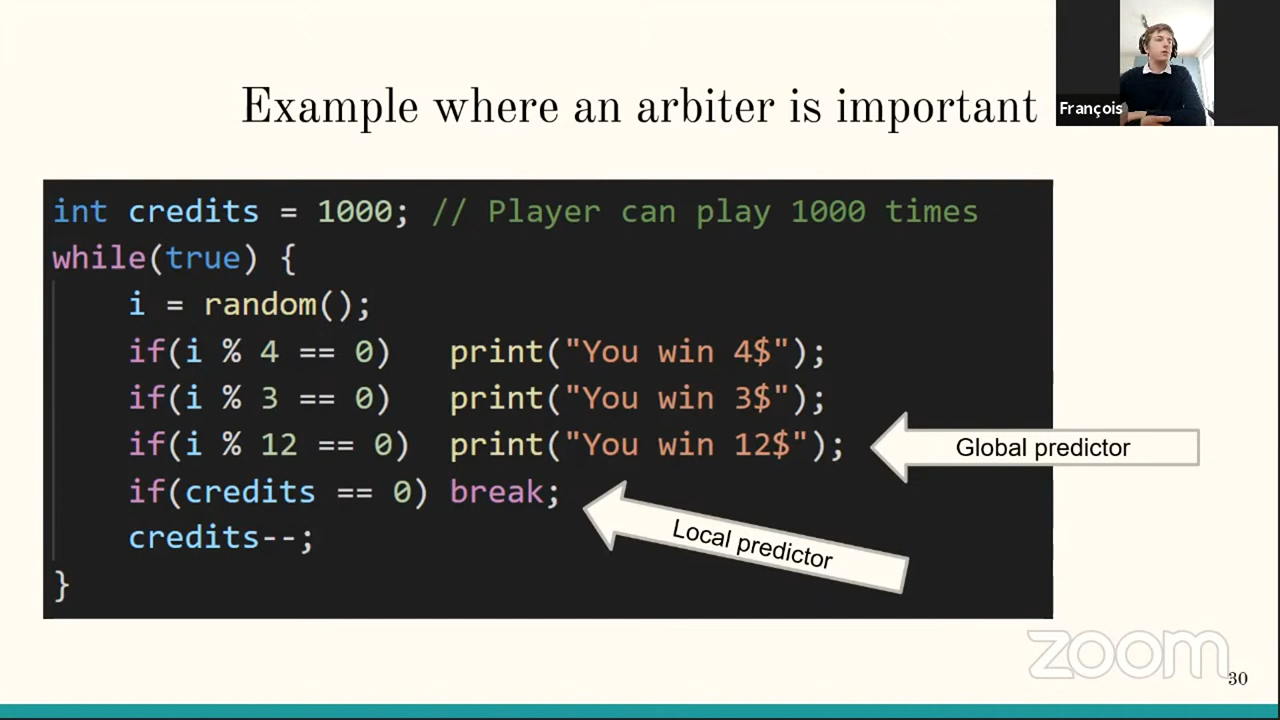 Example where an arbiter is important
François
int credits = 1000; // Player can play 1000 times
while(true) {
i = random();
if(i % 4 == 0) print("You win 4$");
if(i % 3 == 0) print("You win 3$");
if(i % 12 == 0) print("You win 12$");
Global predictor
if(credits == 0) break;
Local predictor
credits--;
}
zoom
30